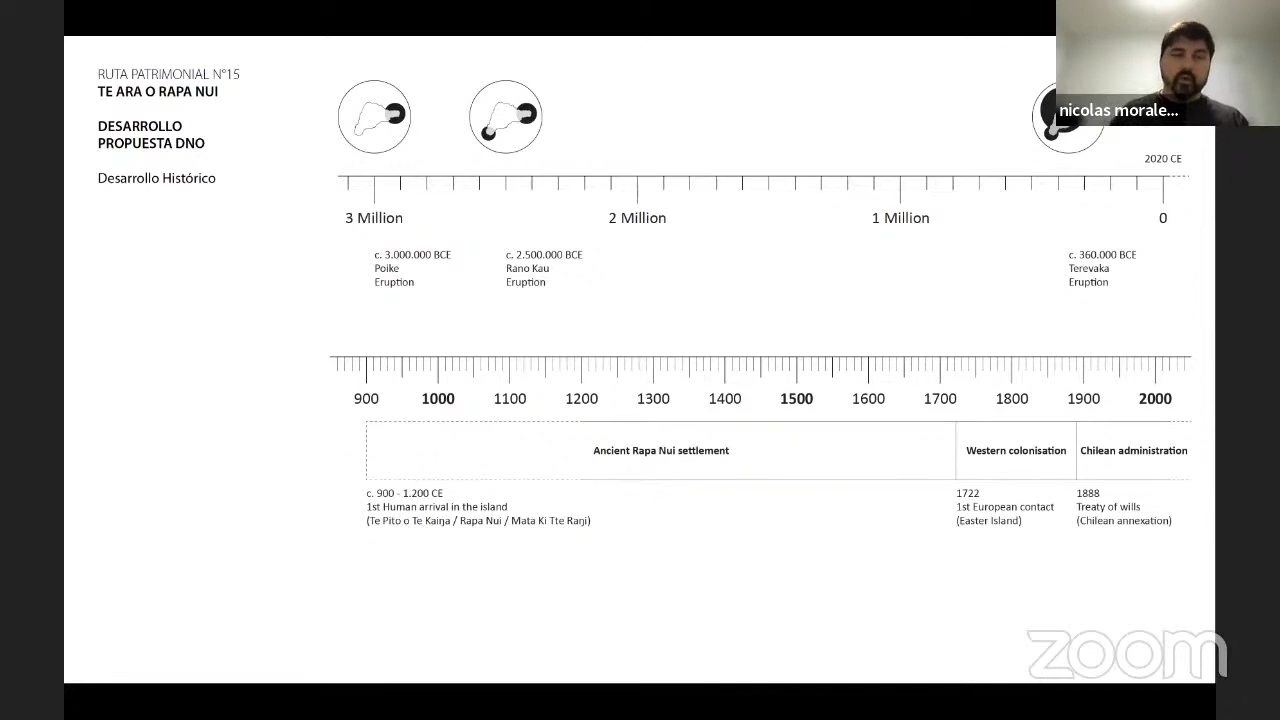 RUTA PATRIMONIAL N°15
TE ARA O RAPA NUI
DESARROLLO
PROPUESTA DNO
Desarrollo Histórico
nicolas morale...
2020 CE
3 Million
2 Million
1 Million
0
c. 3.000.000 BCE
Poike
Eruption
c. 2.500.000 BCE
Rano Kau
Eruption
c. 360.000 BCE
Terevaka
Eruption
900
1000
1100
1200
1300
1400
1500
1600
1700
1800
1900
2000
Ancient Rapa Nui settlement
Western colonisation
Chilean administration
c. 900 - 1.200 CE
1st Human arrival in the island
(Te Pito o Te Kaiŋa / Rapa Nui / Mata Ki Tte Raŋi)
1722
1st European contact
(Easter Island)
1888
Treaty of wills
(Chilean annexation)
zoom